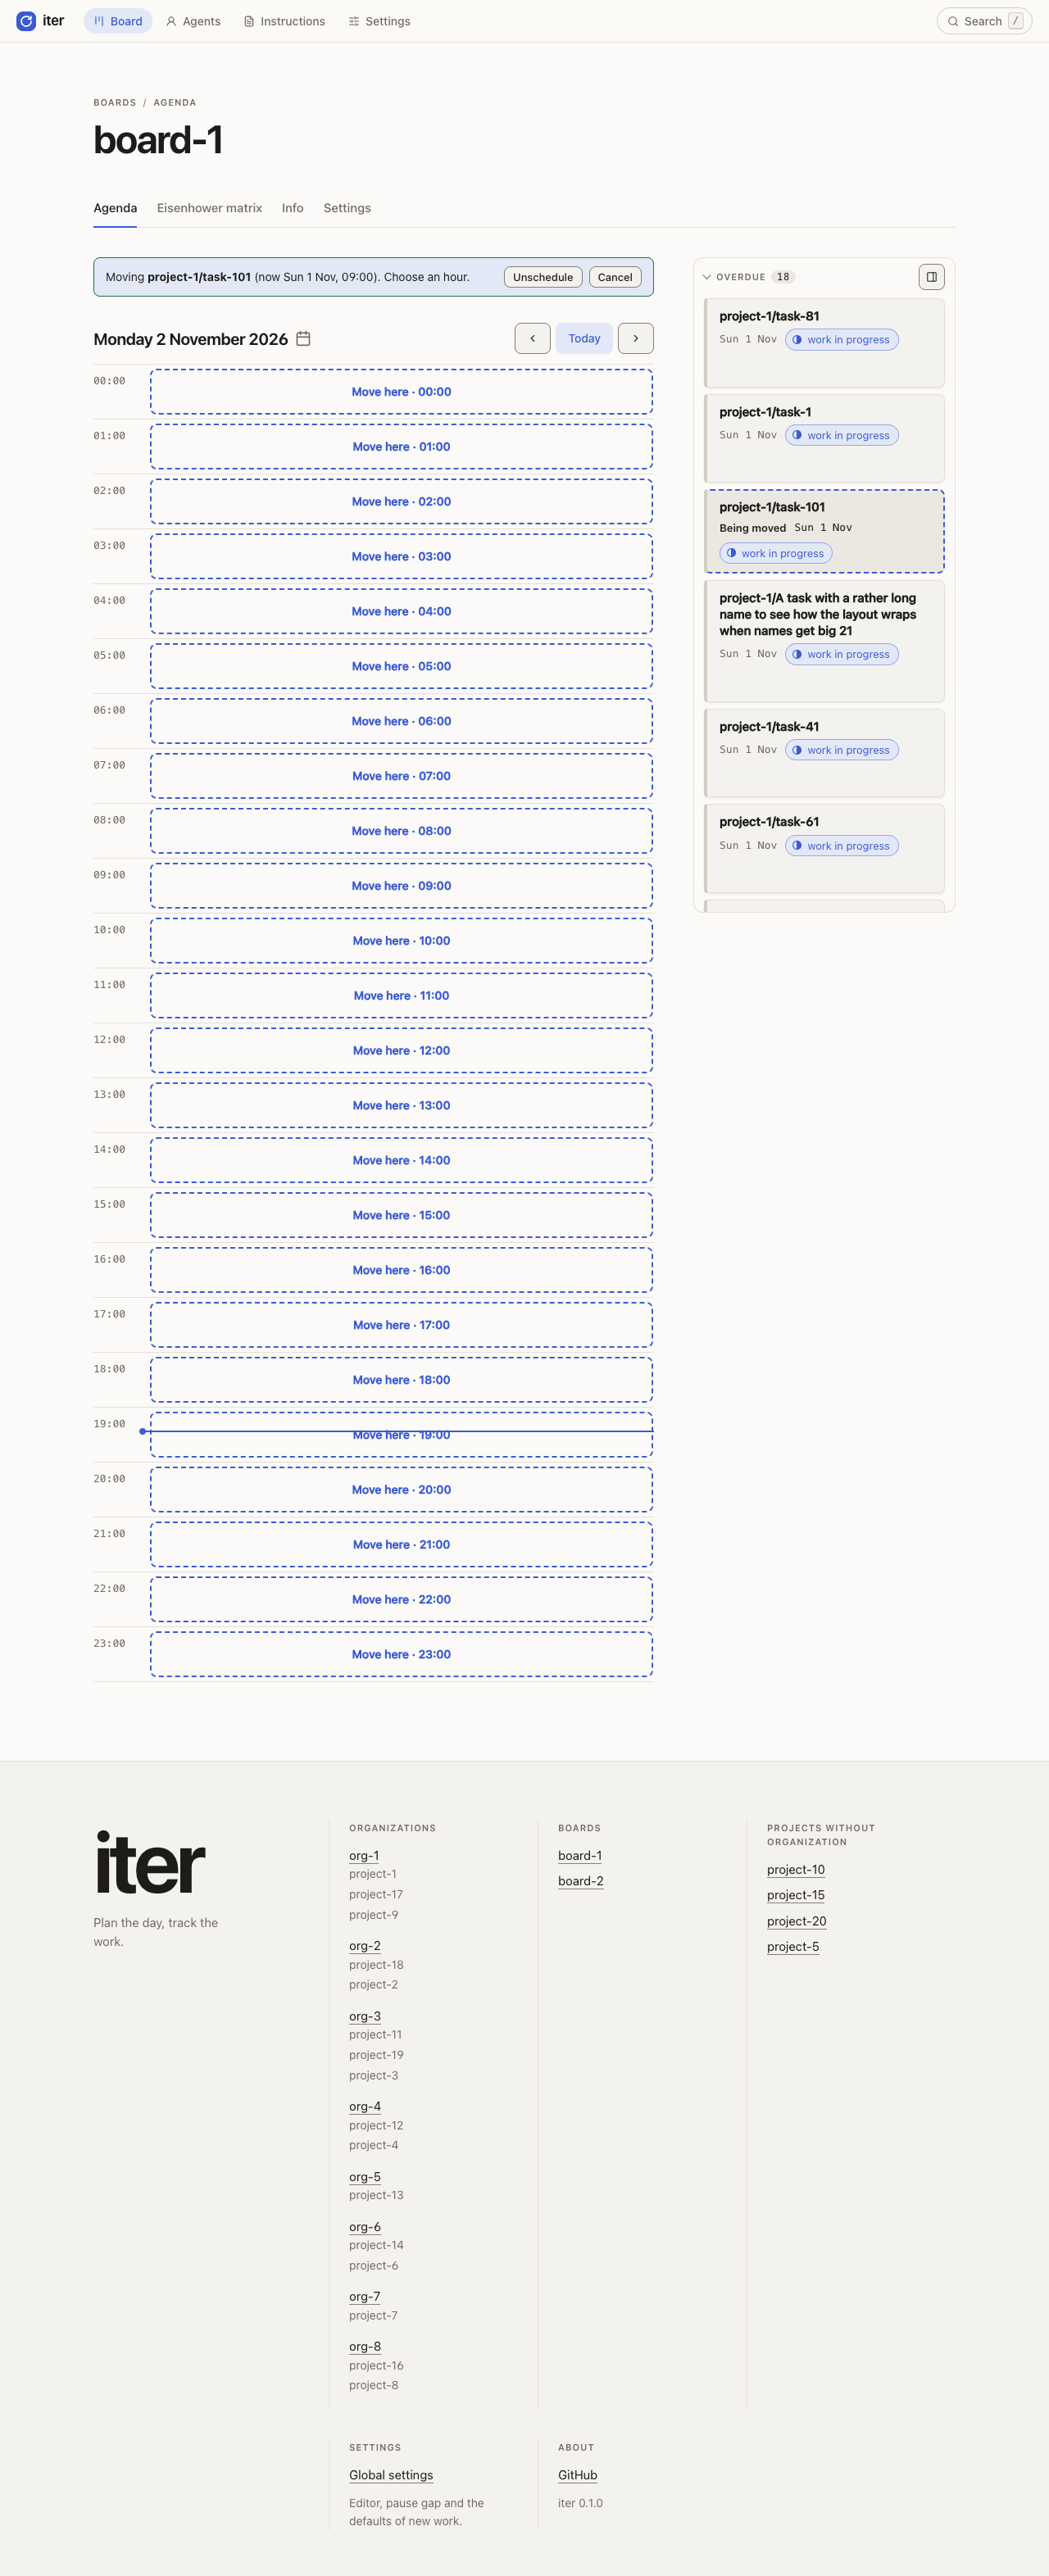 iter
Board
Agents
Instructions
Settings
Search /
BOARDS / AGENDA
board-1
Agenda
Eisenhower matrix
Info
Settings
Moving project-1/task-101 (now Sun 1 Nov, 09:00). Choose an hour.
Unschedule
Cancel
Monday 2 November 2026
Today
00:00
Move here · 00:00
01:00
Move here · 01:00
02:00
Move here · 02:00
03:00
Move here · 03:00
04:00
Move here · 04:00
05:00
Move here · 05:00
06:00
Move here · 06:00
07:00
Move here · 07:00
08:00
Move here · 08:00
09:00
Move here · 09:00
10:00
Move here · 10:00
11:00
Move here · 11:00
12:00
Move here · 12:00
13:00
Move here · 13:00
14:00
Move here · 14:00
15:00
Move here · 15:00
16:00
Move here · 16:00
17:00
Move here · 17:00
18:00
Move here · 18:00
19:00
Move here · 19:00
20:00
Move here · 20:00
21:00
Move here · 21:00
22:00
Move here · 22:00
23:00
Move here · 23:00
OVERDUE 18
project-1/task-81
Sun 1 Nov work in progress
project-1/task-1
Sun 1 Nov work in progress
project-1/task-101
Being moved Sun 1 Nov
work in progress
project-1/A task with a rather long
name to see how the layout wraps
when names get big 21
Sun 1 Nov work in progress
project-1/task-41
Sun 1 Nov work in progress
project-1/task-61
Sun 1 Nov work in progress
iter
Plan the day, track the
work.
ORGANIZATIONS
org-1
project-1
project-17
project-9
org-2
project-18
project-2
org-3
project-11
project-19
project-3
org-4
project-12
project-4
org-5
project-13
org-6
project-14
project-6
org-7
project-7
org-8
project-16
project-8
BOARDS
board-1
board-2
PROJECTS WITHOUT
ORGANIZATION
project-10
project-15
project-20
project-5
SETTINGS
Global settings
Editor, pause gap and the
defaults of new work.
ABOUT
GitHub
iter 0.1.0